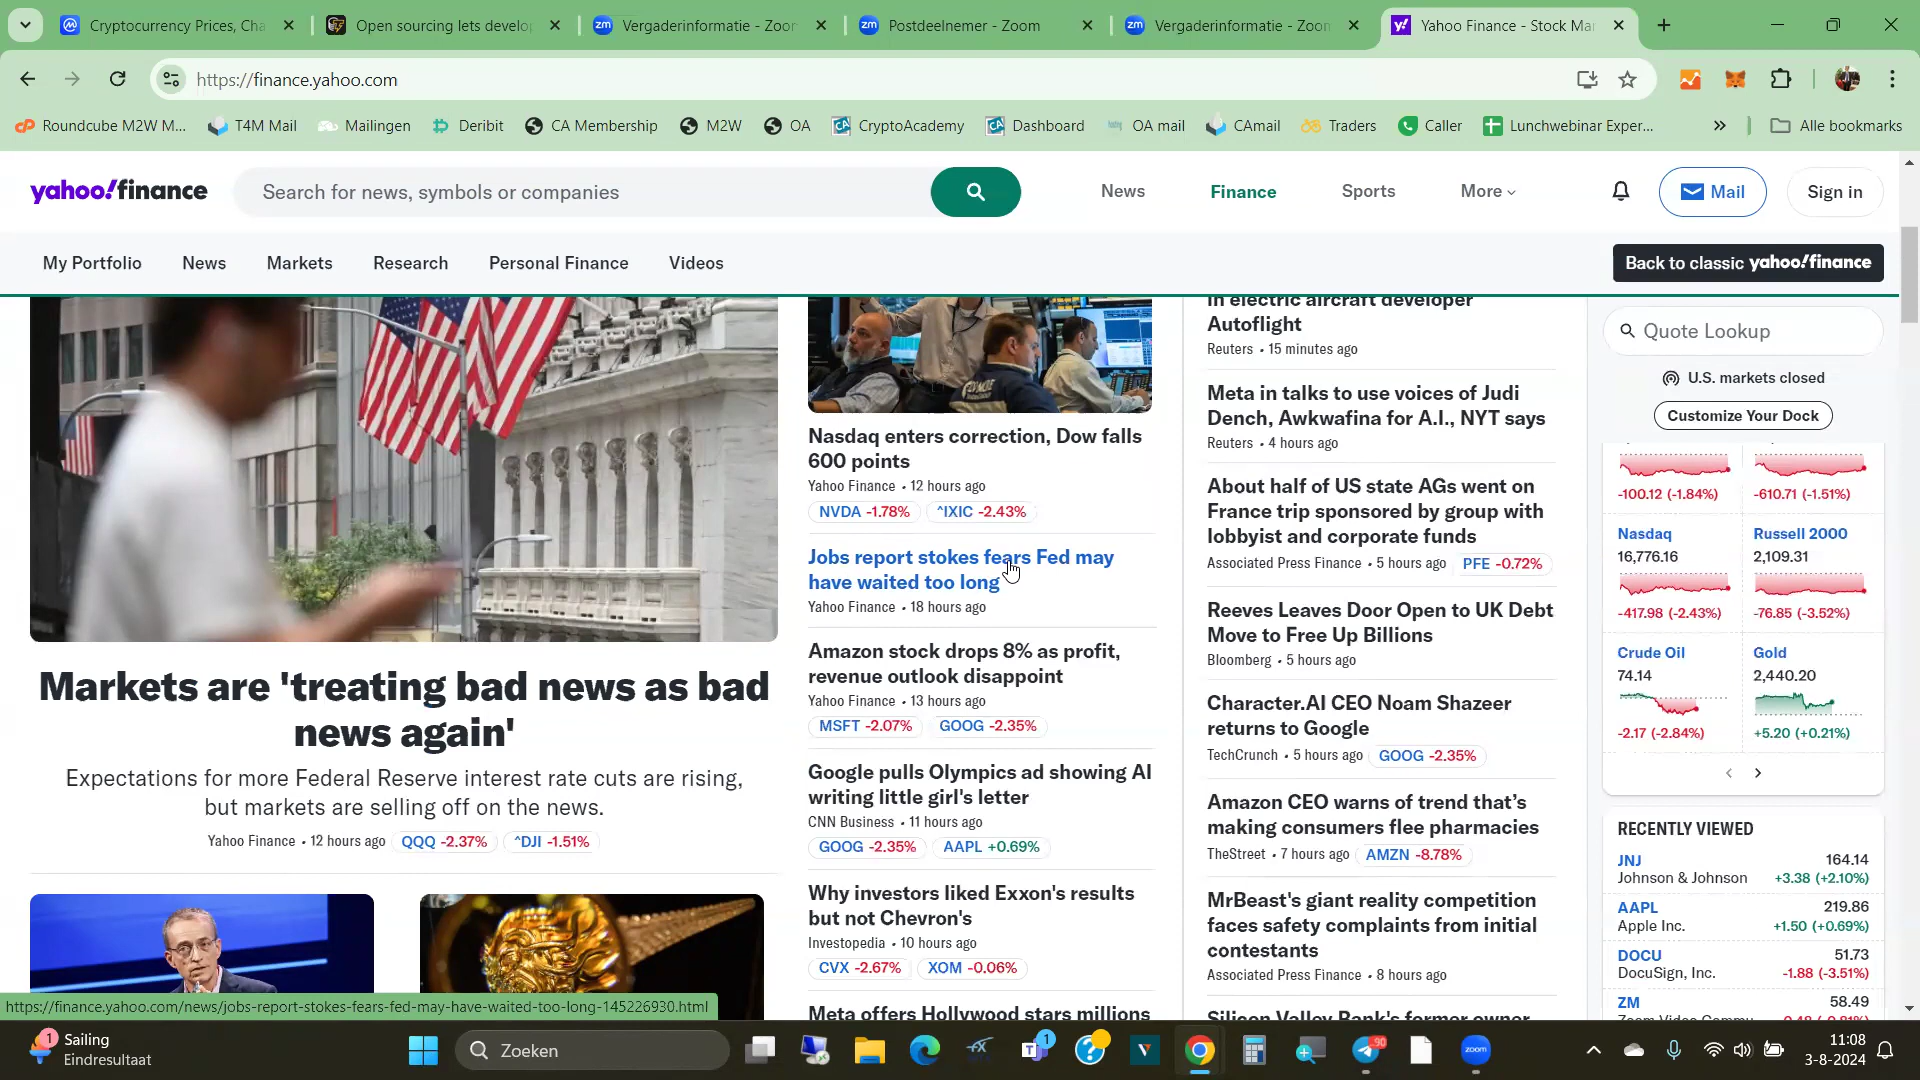 Cryptocurrency Prices, Cha
Open sourcing lets develop
Vergaderinformatie - Zoom
Postdeelnemer - Zoom
Vergaderinformatie - Zoom
Yahoo Finance - Stock Mar
https://finance.yahoo.com
Roundcube M2W M...
T4M Mail
Mailingen
Deribit
CA Membership
M2W
OA
CryptoAcademy
Dashboard
OA mail
CAmail
Traders
Caller
Lunchwebinar Exper...
Alle bookmarks
yahoo!finance
Search for news, symbols or companies
News
Finance
Sports
More
Mail
Sign in
My Portfolio
News
Markets
Research
Personal Finance
Videos
Back to classic yahoo!finance
Markets are 'treating bad news as bad
news again'
Expectations for more Federal Reserve interest rate cuts are rising,
but markets are selling off on the news.
Yahoo Finance • 12 hours ago QQQ -2.37% ^DJI -1.51%
Nasdaq enters correction, Dow falls
600 points
Yahoo Finance • 12 hours ago
NVDA -1.78% ^IXIC -2.43%
Jobs report stokes fears Fed may
have waited too long
Yahoo Finance • 18 hours ago
Amazon stock drops 8% as profit,
revenue outlook disappoint
Yahoo Finance • 13 hours ago
MSFT -2.07% GOOG -2.35%
Google pulls Olympics ad showing AI
writing little girl's letter
CNN Business • 11 hours ago
GOOG -2.35% AAPL +0.69%
Why investors liked Exxon's results
but not Chevron's
Investopedia • 10 hours ago
CVX -2.67% XOM -0.06%
Meta offers Hollywood stars millions
in electric aircraft developer
Autoflight
Reuters • 15 minutes ago
Meta in talks to use voices of Judi
Dench, Awkwafina for A.I., NYT says
Reuters • 4 hours ago
About half of US state AGs went on
France trip sponsored by group with
lobbyist and corporate funds
Associated Press Finance • 5 hours ago PFE -0.72%
Reeves Leaves Door Open to UK Debt
Move to Free Up Billions
Bloomberg • 5 hours ago
Character.AI CEO Noam Shazeer
returns to Google
TechCrunch • 5 hours ago GOOG -2.35%
Amazon CEO warns of trend that's
making consumers flee pharmacies
TheStreet • 7 hours ago AMZN -8.78%
MrBeast's giant reality competition
faces safety complaints from initial
contestants
Associated Press Finance • 8 hours ago
Silicon Valley Bank's former owner
Quote Lookup
U.S. markets closed
Customize Your Dock
-100.12 (-1.84%) -610.71 (-1.51%)
Nasdaq Russell 2000
16,776.16 2,109.31
-417.98 (-2.43%) -76.85 (-3.52%)
Crude Oil Gold
74.14 2,440.20
-2.17 (-2.84%) +5.20 (+0.21%)
RECENTLY VIEWED
JNJ 164.14
Johnson & Johnson +3.38 (+2.10%)
AAPL 219.86
Apple Inc. +1.50 (+0.69%)
DOCU 51.73
DocuSign, Inc. -1.88 (-3.51%)
ZM 58.49
https://finance.yahoo.com/news/jobs-report-stokes-fears-fed-may-have-waited-too-long-145226930.html
1
Sailing
Eindresultaat
Zoeken
1
90
zoom
11:08
3-8-2024